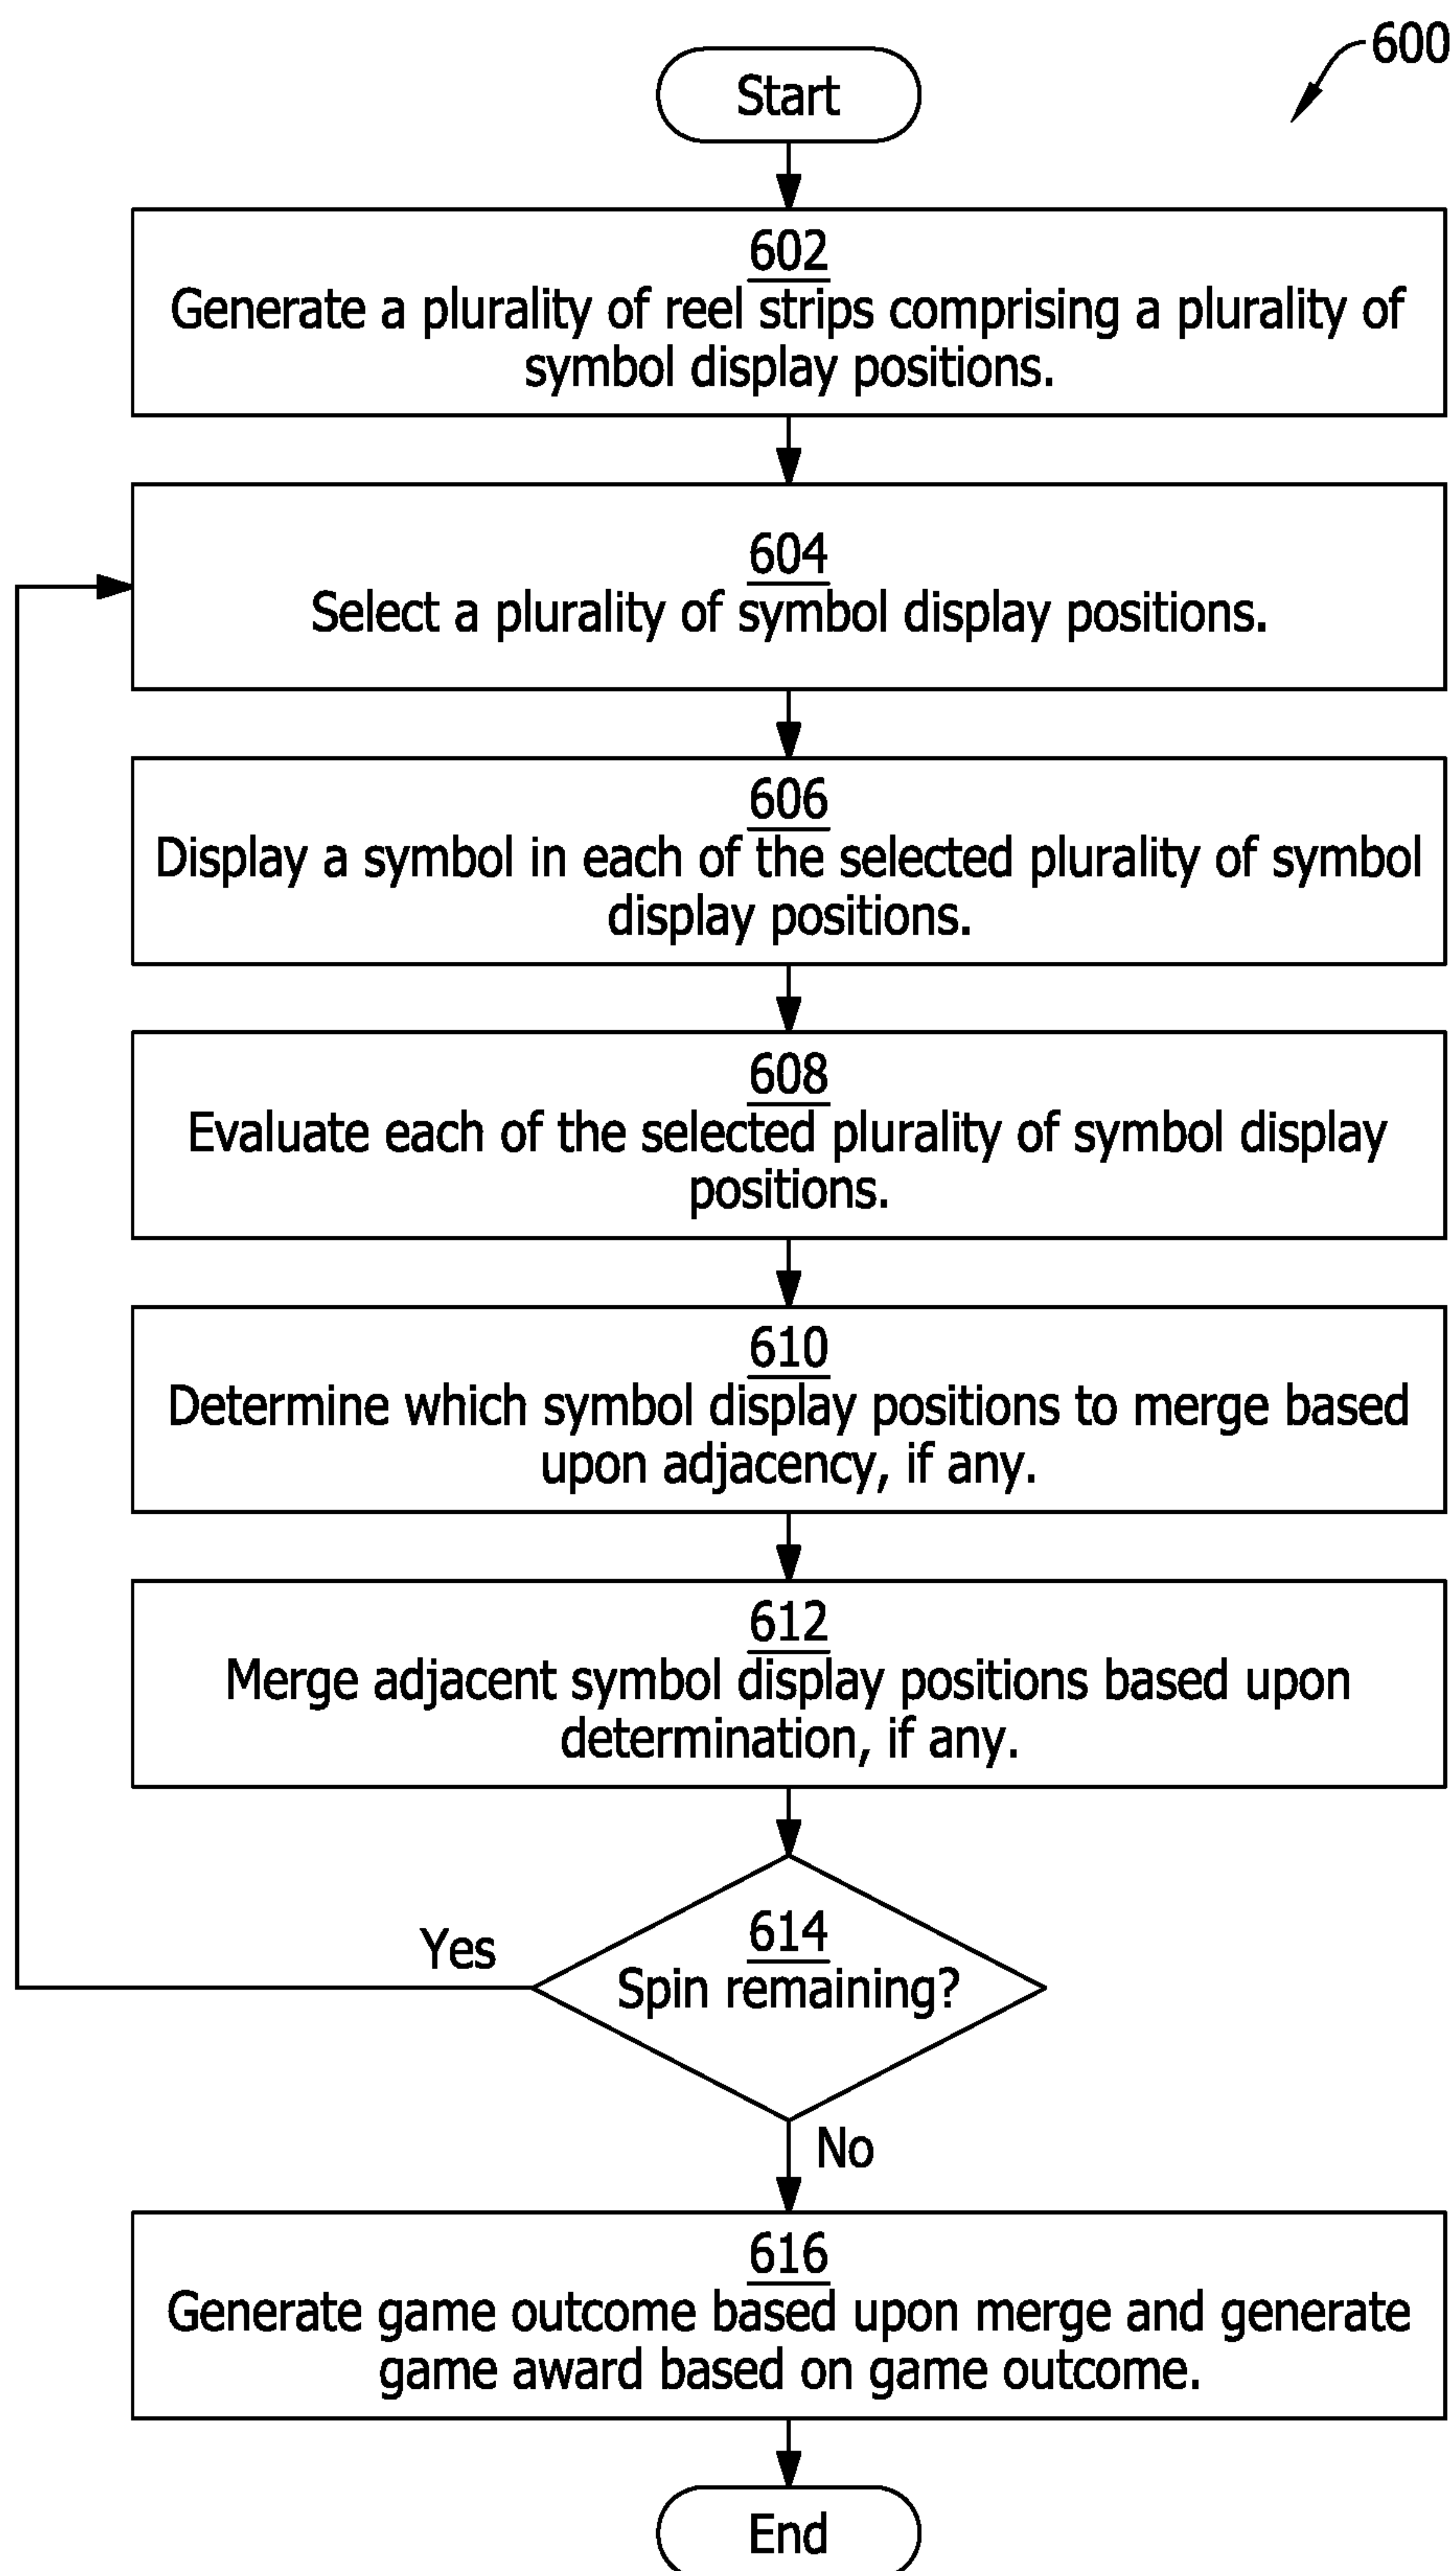 600
Start
602
Generate a plurality of reel strips comprising a plurality of
symbol display positions.
604
Select a plurality of symbol display positions.
606
Display a symbol in each of the selected plurality of symbol
display positions.
608
Evaluate each of the selected plurality of symbol display
positions.
610
Determine which symbol display positions to merge based
upon adjacency, if any.
612
Merge adjacent symbol display positions based upon
determination, if any.
614
Spin remaining?
Yes
No
616
Generate game outcome based upon merge and generate
game award based on game outcome.
End